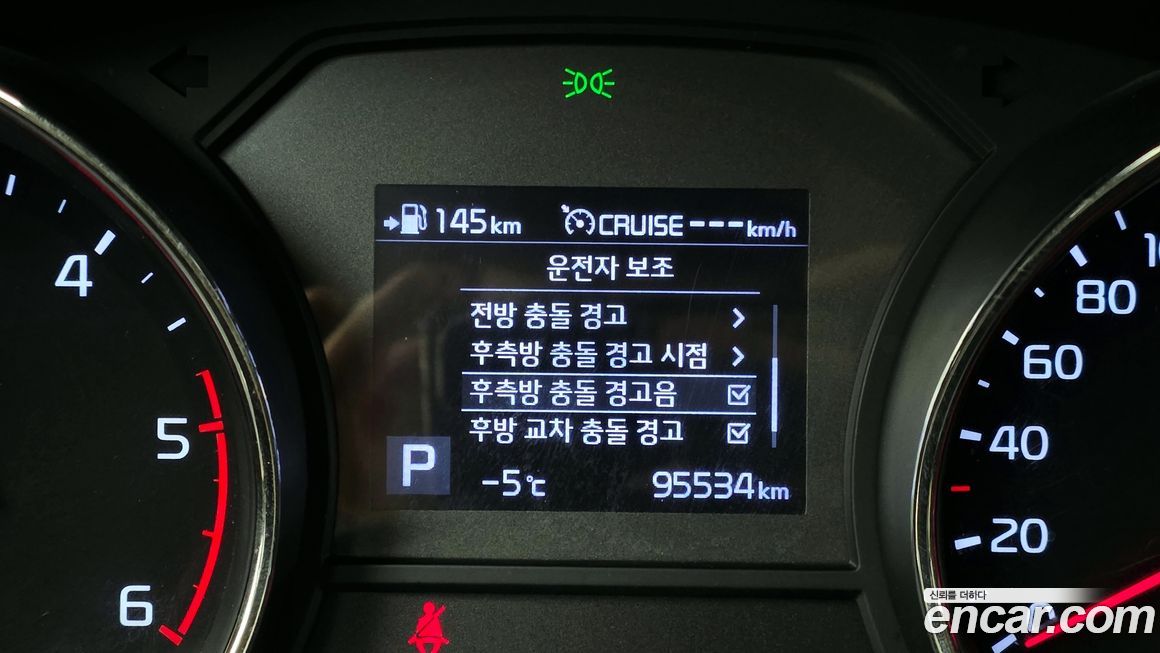 145km CRUISE ---km/h
운전자 보조
전방 충돌 경고
후측방 충돌 경고 시점
후측방 충돌 경고음
후방 교차 충돌 경고
P
-5℃ 95534km
4
5
6
80
60
40
20
신뢰를 더하다
encar.com